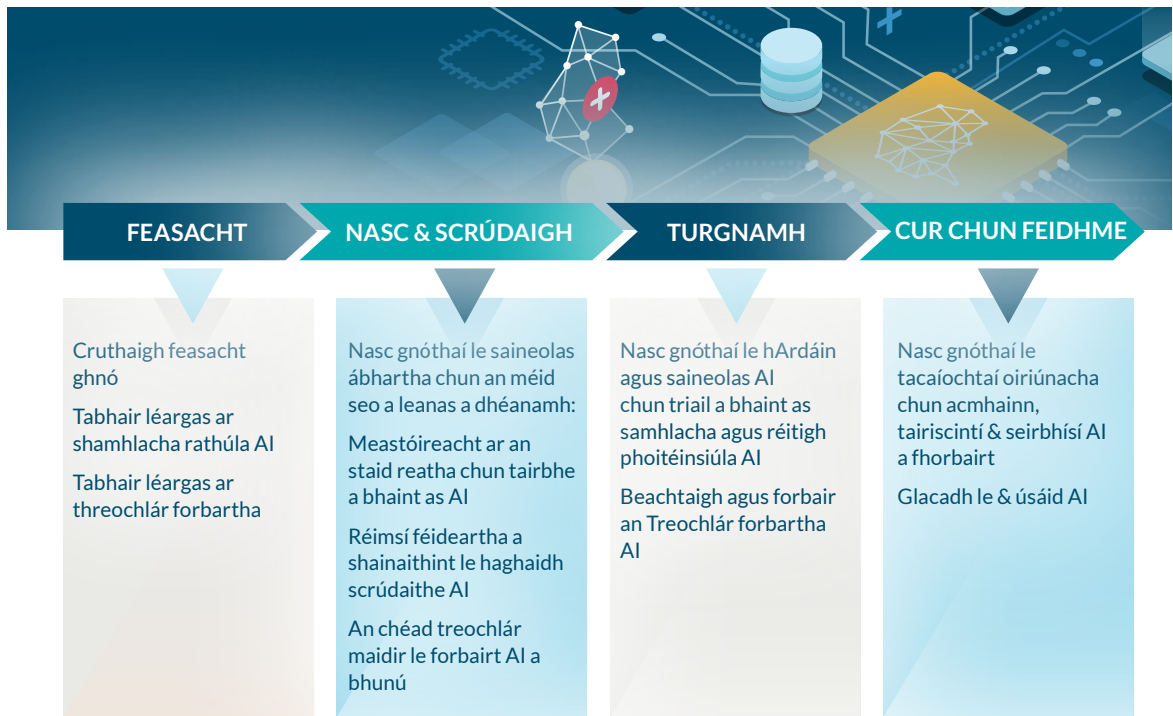 FEASACHT
NASC & SCRÚDAIGH
TURGNAMH
CUR CHUN FEIDHME
Cruthaigh feasacht
ghnó
Tabhair léargas ar
shamhlacha rathúla AI
Tabhair léargas ar
threochlár forbartha
Nasc gnóthaí le saineolas
ábhartha chun an méid
seo a leanas a dhéanamh:
Meastóireacht ar an
staid reatha chun tairbhe
a bhaint as AI
Réimsí féideartha a
shainaithint le haghaidh
scrúdaithe AI
An chéad treochlár
maidir le forbairt AI a
bhunú
Nasc gnóthaí le hArdáin
agus saineolas AI
chun triail a bhaint as
samhlacha agus réitigh
phoitéinsiúla AI
Beachtaigh agus forbair
an Treochlár forbartha
AI
Nasc gnóthaí le
tacaíochtaí oiriúnacha
chun acmhainn,
tairiscintí & seirbhísí AI
a fhorbairt
Glacadh le & úsáid AI